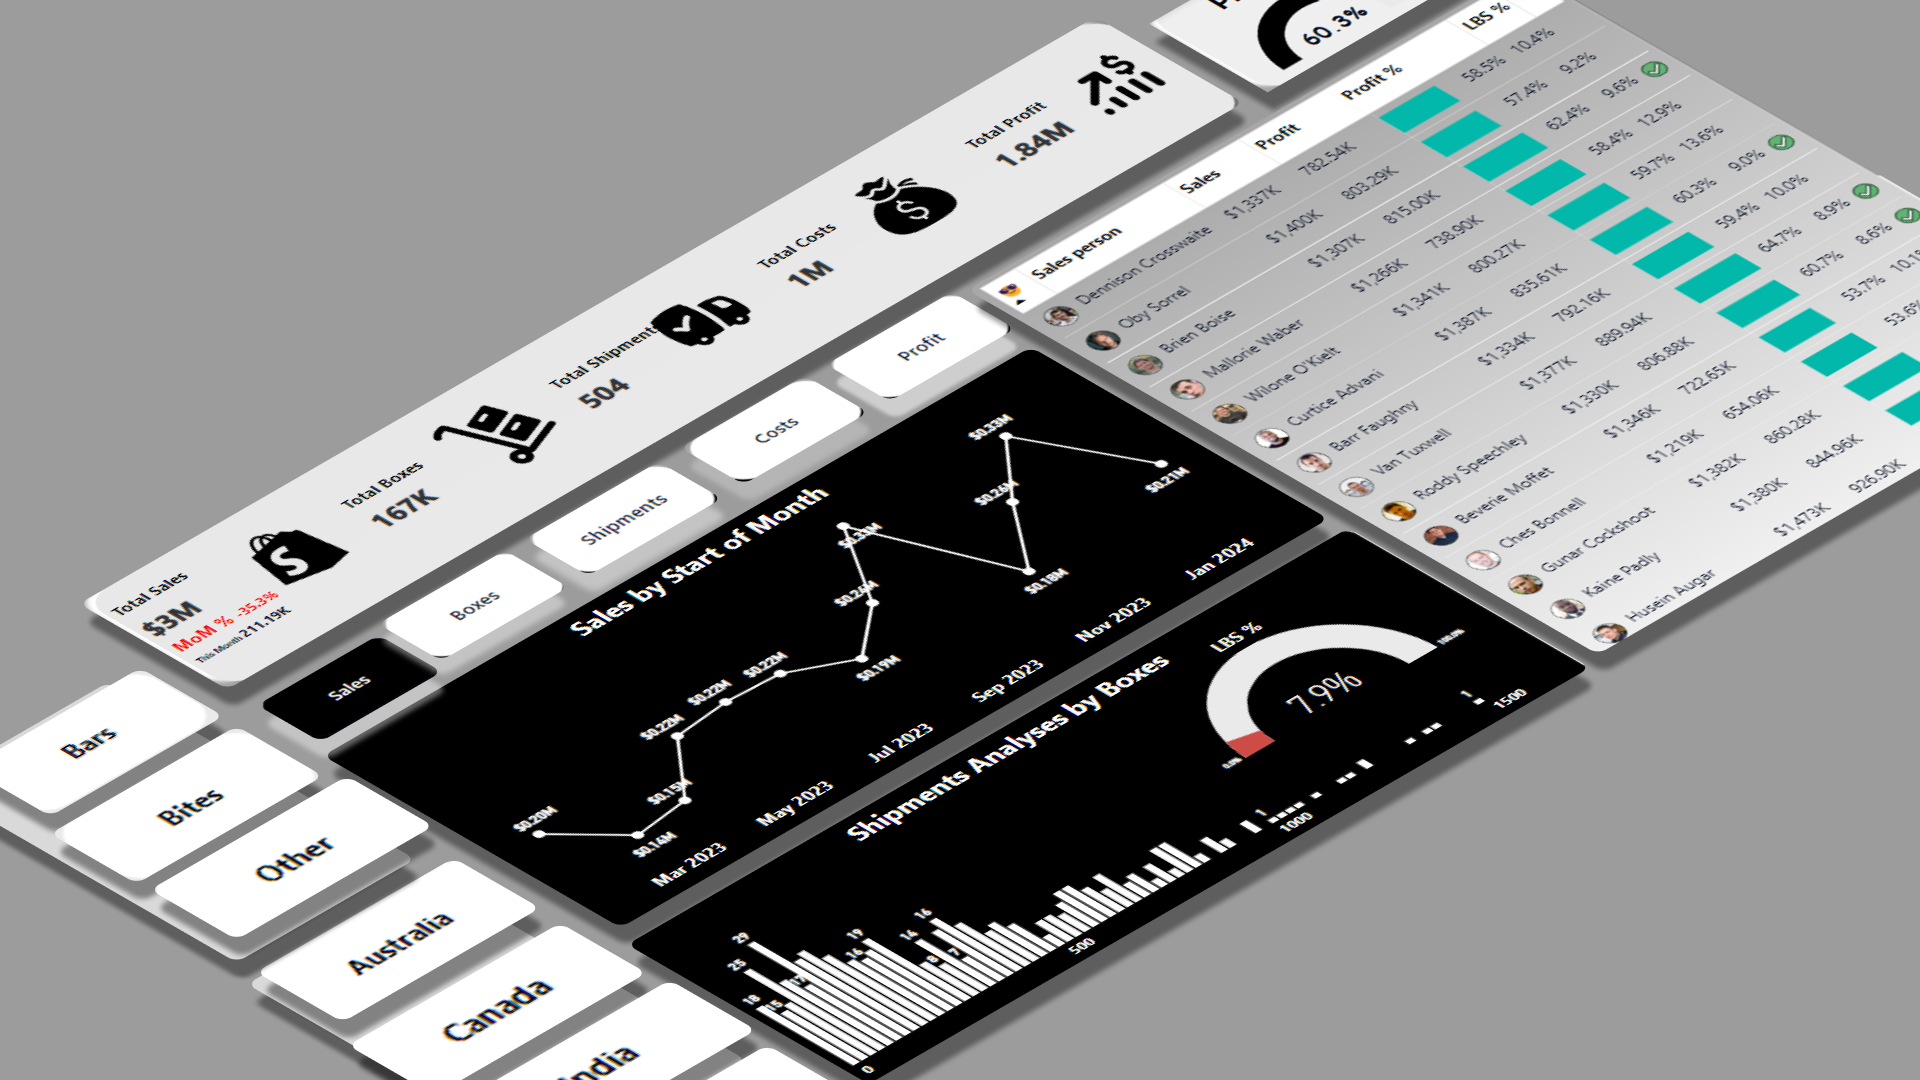 Total Sales
$3M
MoM % -35.3%
This Month 211.19K
Total Boxes
167K
Total Shipments
504
Total Costs
1M
Total Profit
1.84M
60.3%
Bars
Bites
Other
Australia
Canada
India
Sales
Boxes
Shipments
Costs
Profit
Sales by Start of Month
$0.20M
$0.14M
$0.15M
$0.22M
$0.22M
$0.22M
$0.19M
$0.24M
$0.33M
$0.18M
$0.26M
$0.33M
$0.21M
Mar 2023
May 2023
Jul 2023
Sep 2023
Nov 2023
Jan 2024
Shipments Analyses by Boxes
29
25
18
15
17
19
16
14
16
8
7
1
1
0
500
1000
1500
LBS %
7.9%
0.0%
100.0%
Sales person Sales Profit Profit % LBS %
Dennison Crosswaite $1,337K 782.54K 58.5% 10.4%
Oby Sorrel $1,400K 803.29K 57.4% 9.2%
Brien Boise $1,307K 815.00K 62.4% 9.6%
Mallorie Waber $1,266K 738.90K 58.4% 12.9%
Wilone O'Kielt $1,341K 800.27K 59.7% 13.6%
Curtice Advani $1,387K 835.61K 60.3% 9.0%
Barr Faughny $1,334K 792.16K 59.4% 10.0%
Van Tuxwell $1,377K 889.94K 64.7% 8.9%
Roddy Speechley $1,330K 806.88K 60.7% 8.6%
Beverie Moffet $1,346K 722.65K 53.7% 10.1%
Ches Bonnell $1,219K 654.06K 53.6%
Gunar Cockshoot $1,382K 860.28K
Kaine Padly $1,380K 844.96K
Husein Augar $1,473K 926.90K